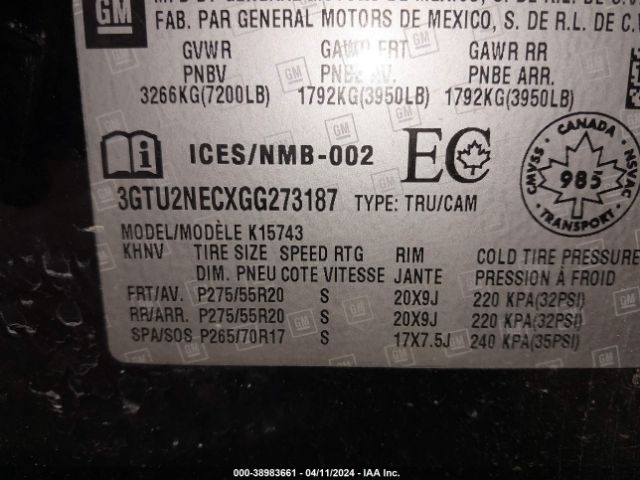 GM
FAB. PAR GENERAL MOTORS DE MEXICO, S. DE R.L. DE C.V
GVWR GAWR FRT GAWR RR
PNBV PNBE AV. PNBE ARR.
3266KG(7200LB) 1792KG(3950LB) 1792KG(3950LB)
ICES/NMB-002 EC
CANADA
CMVSS 985 NSVAC
TRANSPORT
3GTU2NECXGG273187 TYPE: TRU/CAM
MODEL/MODÈLE K15743
KHNV TIRE SIZE SPEED RTG RIM COLD TIRE PRESSURE
DIM. PNEU COTE VITESSE JANTE PRESSION À FROID
FRT/AV. P275/55R20 S 20X9J 220 KPA(32PSI)
RR/ARR. P275/55R20 S 20X9J 220 KPA(32PSI)
SPA/SOS P265/70R17 S 17X7.5J 240 KPA(35PSI)
000-38983661 - 04/11/2024 - IAA Inc.